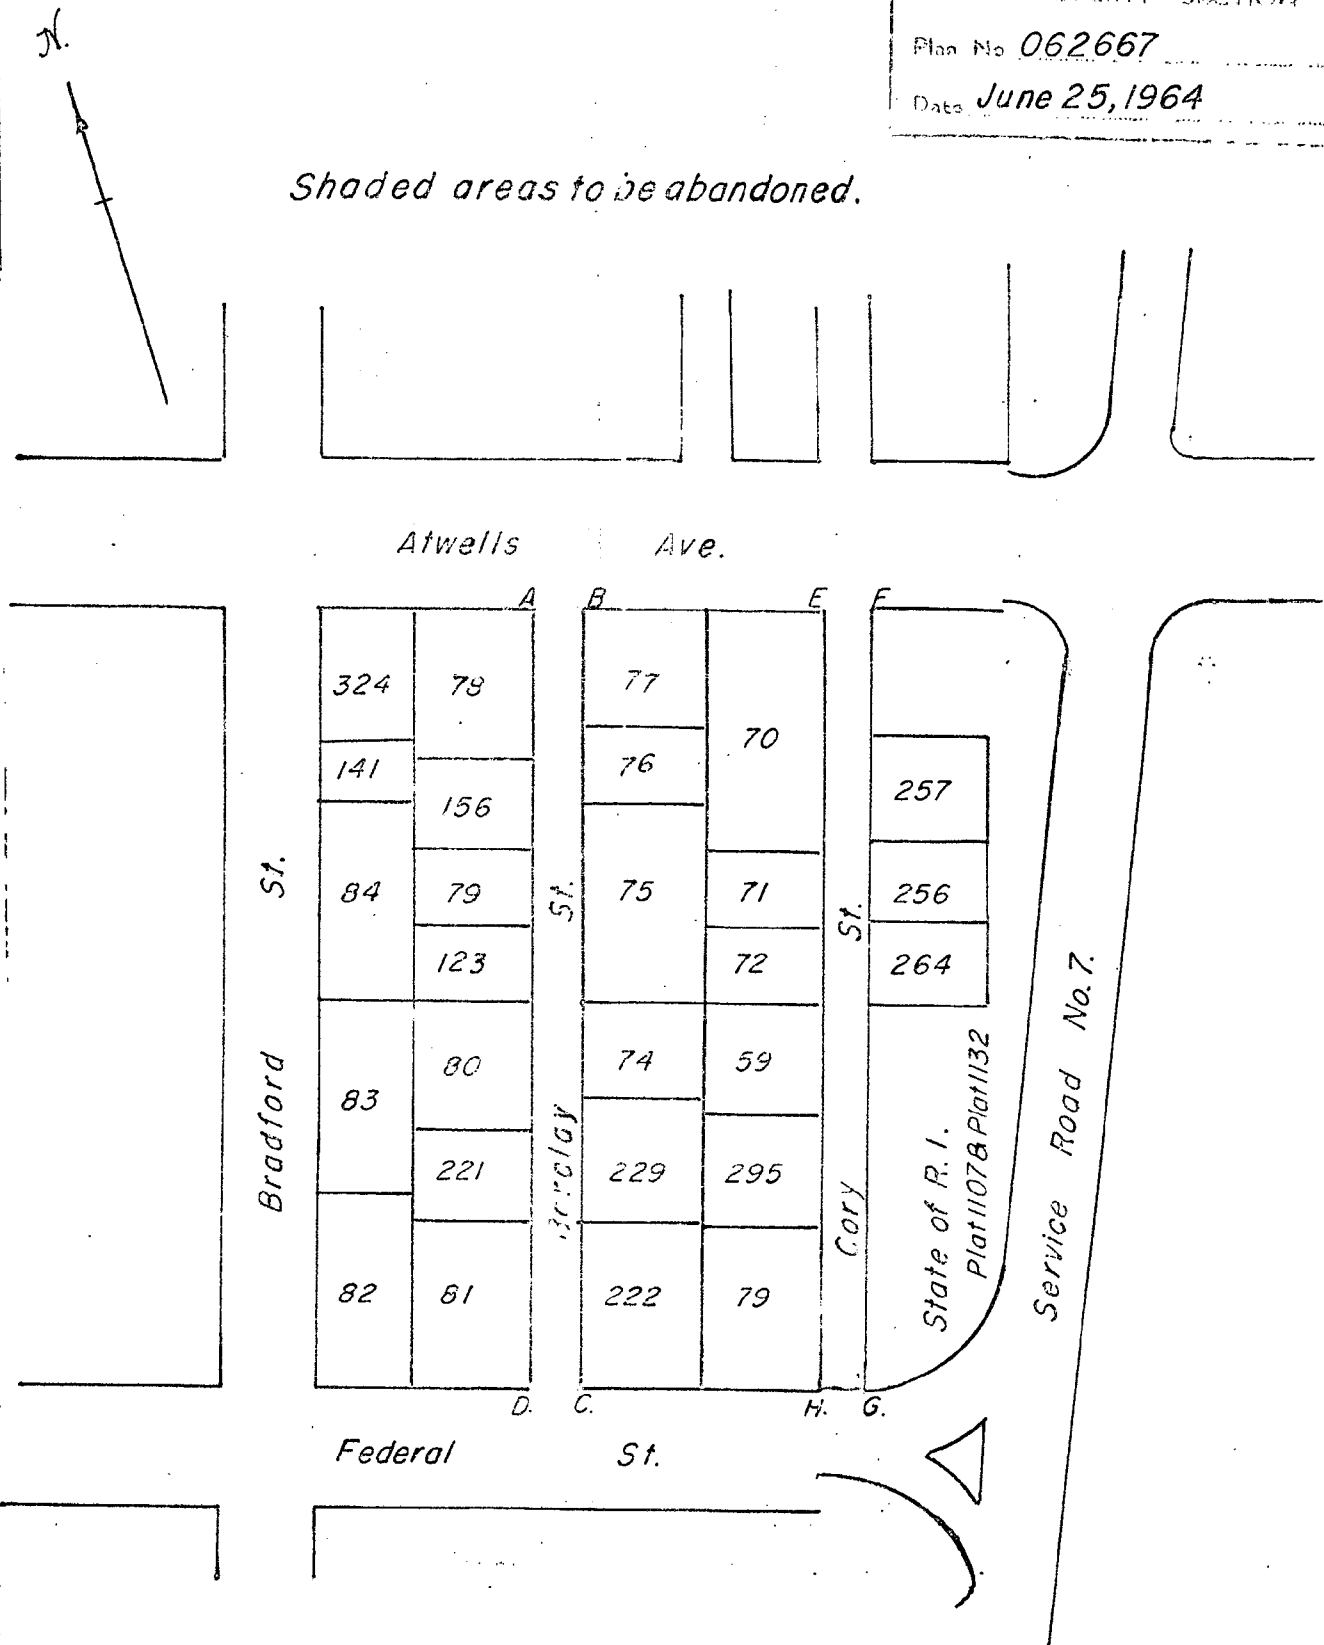 N.
Plan No 062667
Date June 25, 1964
Shaded areas to be abandoned.
Atwells Ave.
A B E F
324 78 77
70
141 76
156 257
84 79 75 71 256
123 72 264
80 74 59
83
221 229 295
82 81 222 79
Bradford St.
Barclay St.
Cory St.
State of R. I.
Plat 1107 & Plat 1132
Service Road No. 7.
D. C. H. G.
Federal St.